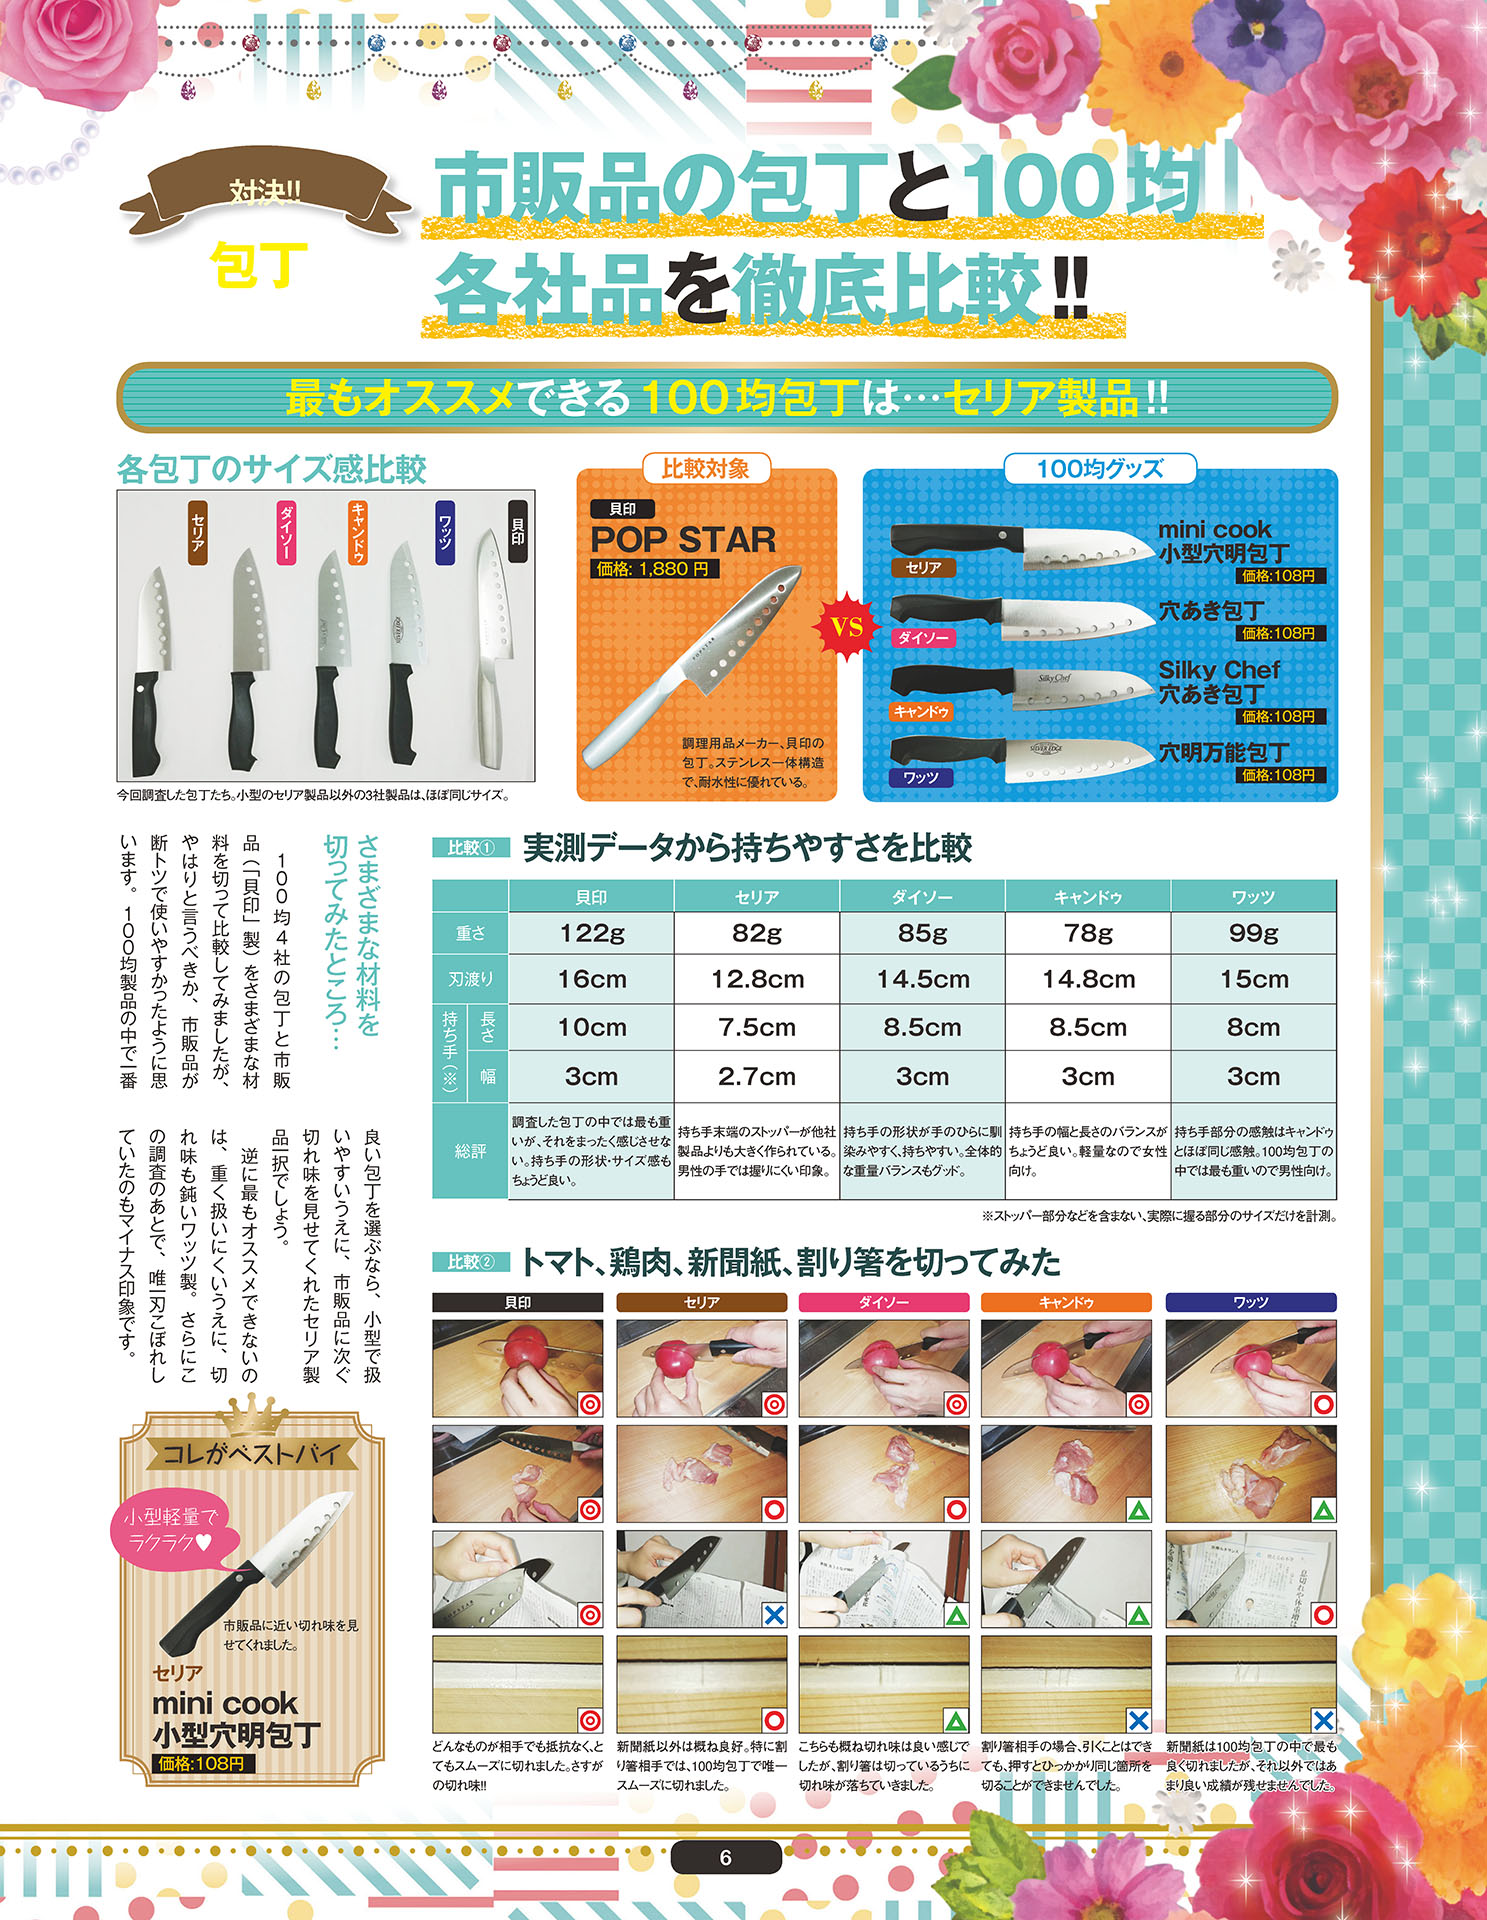 対決!!
包丁
市販品の包丁と100均
各社品を徹底比較!!
最もオススメできる100均包丁は…セリア製品!!
各包丁のサイズ感比較
セリア
ダイソー
キャンドゥ
ワッツ
貝印
今回調査した包丁たち。小型のセリア製品以外の3社製品は、ほぼ同じサイズ。
比較対象
貝印
POP STAR
価格: 1,880 円
POPSTAR
調理用品メーカー、貝印の
包丁。ステンレス一体構造
で、耐水性に優れている。
VS
100均グッズ
セリア
mini cook
小型穴明包丁
価格:108円
ダイソー
穴あき包丁
価格:108円
キャンドゥ
Silky Chef
Silky Chef
穴あき包丁
価格:108円
ワッツ
SILVER EDGE
穴明万能包丁
価格:108円
さまざまな材料を
切ってみたところ…
100均4社の包丁と市販
品(「貝印」製)をさまざまな材
料を切って比較してみましたが、
やはりと言うべきか、市販品が
断トツで使いやすかったように思
います。100均製品の中で一番
良い包丁を選ぶなら、小型で扱
いやすいうえに、市販品に次ぐ
切れ味を見せてくれたセリア製
品一択でしょう。
逆に最もオススメできないの
は、重く扱いにくいうえに、切
れ味も鈍いワッツ製。さらにこ
の調査のあとで、唯一刃こぼれし
ていたのもマイナス印象です。
比較① 実測データから持ちやすさを比較
貝印 セリア ダイソー キャンドゥ ワッツ
重さ 122g 82g 85g 78g 99g
刃渡り 16cm 12.8cm 14.5cm 14.8cm 15cm
持ち手(※) 長さ 10cm 7.5cm 8.5cm 8.5cm 8cm
幅 3cm 2.7cm 3cm 3cm 3cm
総評
調査した包丁の中では最も重
いが、それをまったく感じさせな
い。持ち手の形状・サイズ感も
ちょうど良い。
持ち手末端のストッパーが他社
製品よりも大きく作られている。
男性の手では握りにくい印象。
持ち手の形状が手のひらに馴
染みやすく、持ちやすい。全体的
な重量バランスもグッド。
持ち手の幅と長さのバランスが
ちょうど良い。軽量なので女性
向け。
持ち手部分の感触はキャンドゥ
とほぼ同じ感触。100均包丁の
中では最も重いので男性向け。
※ストッパー部分などを含まない、実際に握る部分のサイズだけを計測。
比較② トマト、鶏肉、新聞紙、割り箸を切ってみた
貝印 セリア ダイソー キャンドゥ ワッツ
◎ ◎ ◎ ◎ ○
◎ ○ ○ △ △
◎ × △ △ ○
◎ ○ △ × ×
どんなものが相手でも抵抗なく、と
てもスムーズに切れました。さすが
の切れ味!!
新聞紙以外は概ね良好。特に割
り箸相手では、100均包丁で唯一
スムーズに切れました。
こちらも概ね切れ味は良い感じで
したが、割り箸は切っているうちに
切れ味が落ちていきました。
割り箸相手の場合、引くことはでき
ても、押すとひっかかり同じ箇所を
切ることができませんでした。
新聞紙は100均包丁の中で最も
良く切れましたが、それ以外ではあ
まり良い成績が残せませんでした。
コレがベストバイ
小型軽量で
ラクラク♥
市販品に近い切れ味を見
せてくれました。
セリア
mini cook
小型穴明包丁
価格:108円
6